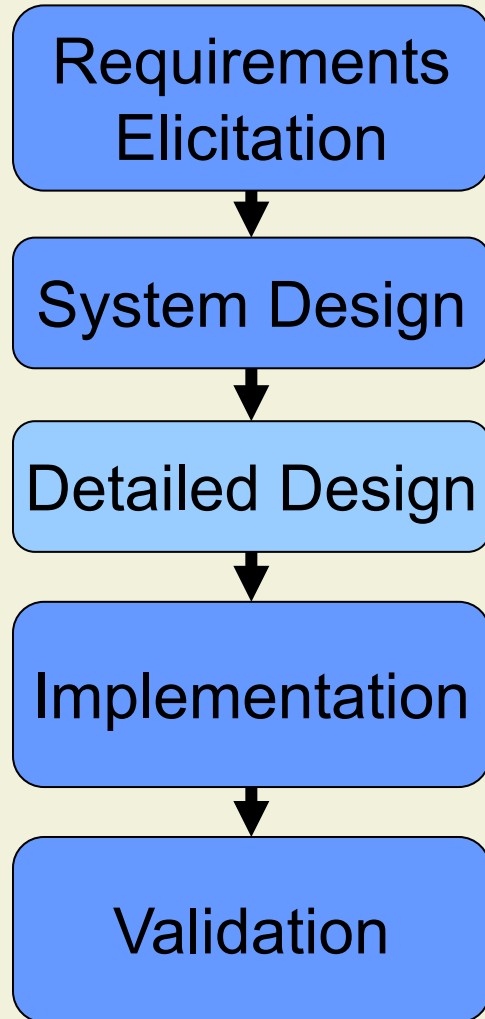 Requirements
Elicitation
System Design
Detailed Design
Implementation
Validation